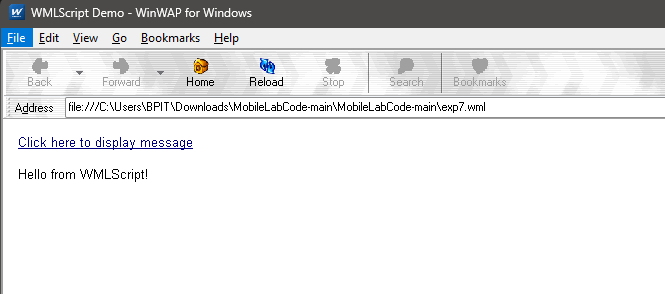 WMLScript Demo - WinWAP for Windows
File Edit View Go Bookmarks Help
Back Forward Home Reload Stop Search Bookmarks
Address file:///C:\Users\BPIT\Downloads\MobileLabCode-main\MobileLabCode-main\exp7.wml
Click here to display message
Hello from WMLScript!